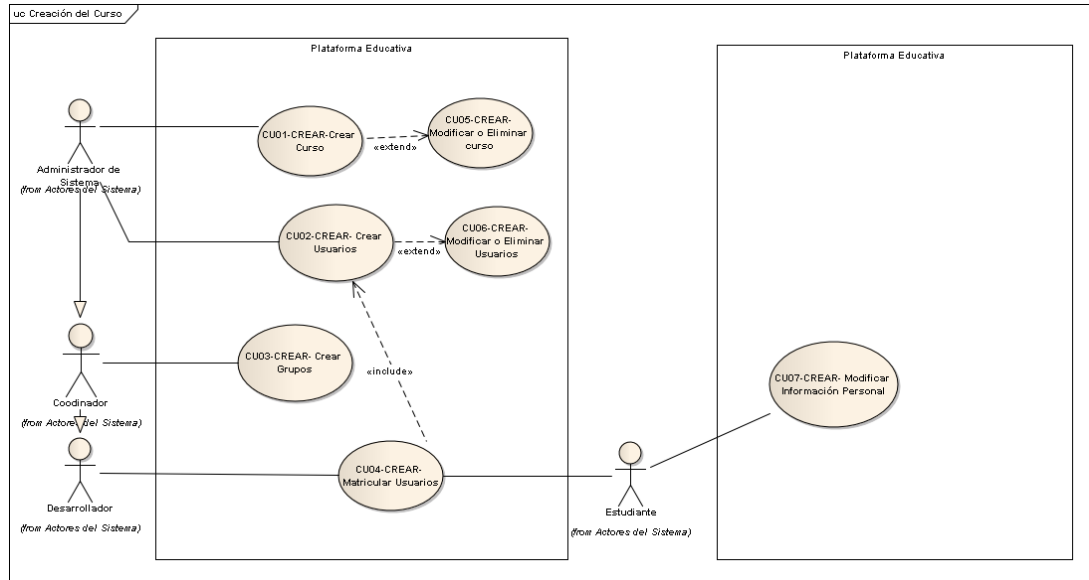 uc Creación del Curso
Plataforma Educativa
Plataforma Educativa
Administrador de
Sistema
(from Actores del Sistema)
CU01-CREAR-Crear
Curso
«extend»
CU05-CREAR-
Modificar o Eliminar
curso
CU02-CREAR- Crear
Usuarios
«extend»
CU06-CREAR-
Modificar o Eliminar
Usuarios
Coodinador
(from Actores del Sistema)
CU03-CREAR- Crear
Grupos
«include»
CU07-CREAR- Modificar
Información Personal
Desarrollador
(from Actores del Sistema)
CU04-CREAR-
Matricular Usuarios
Estudiante
(from Actores del Sistema)